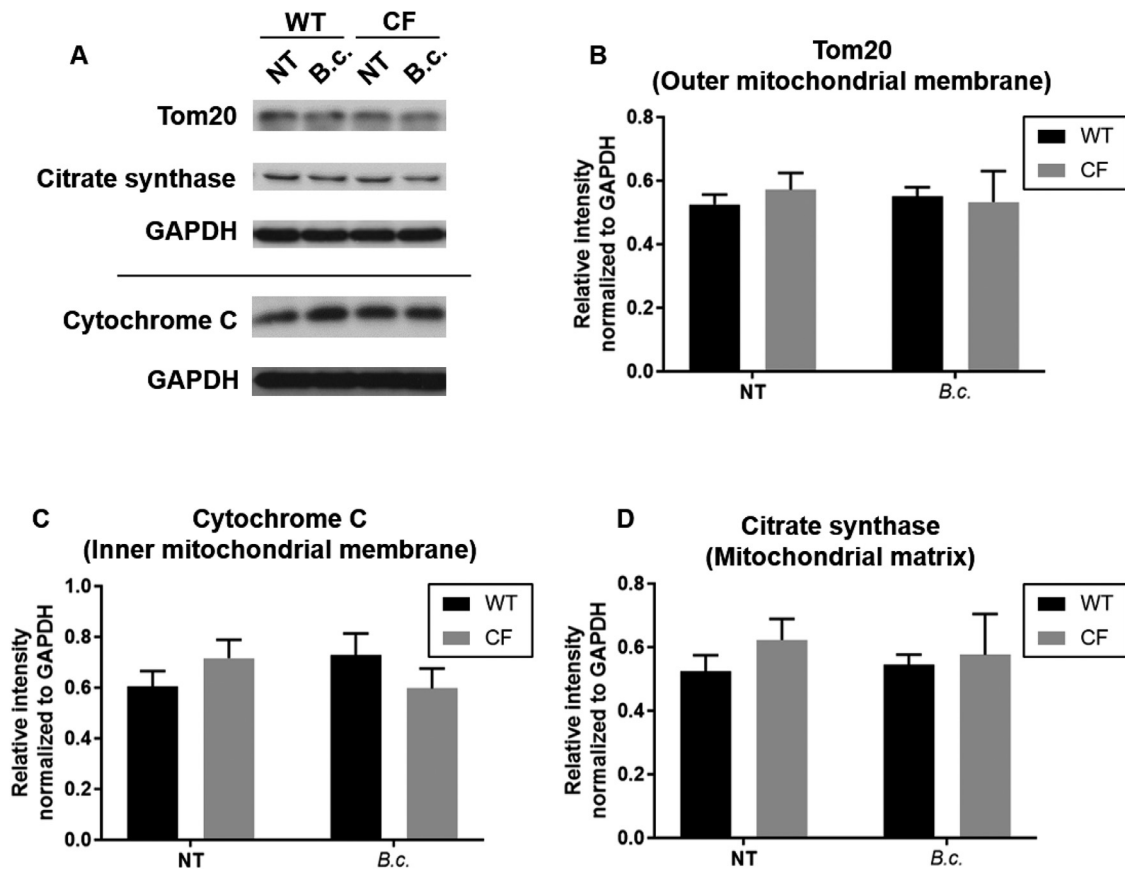 A
WT CF
NT B.c. NT B.c.
Tom20
Citrate synthase
GAPDH
Cytochrome C
GAPDH
B
Tom20
(Outer mitochondrial membrane)
Relative intensity
normalized to GAPDH
0.8
0.6
0.4
0.2
0.0
WT
CF
NT B.c.
C
Cytochrome C
(Inner mitochondrial membrane)
Relative intensity
normalized to GAPDH
1.0
0.8
0.6
0.4
0.2
0.0
WT
CF
NT B.c.
D
Citrate synthase
(Mitochondrial matrix)
Relative intensity
normalized to GAPDH
0.8
0.6
0.4
0.2
0.0
WT
CF
NT B.c.